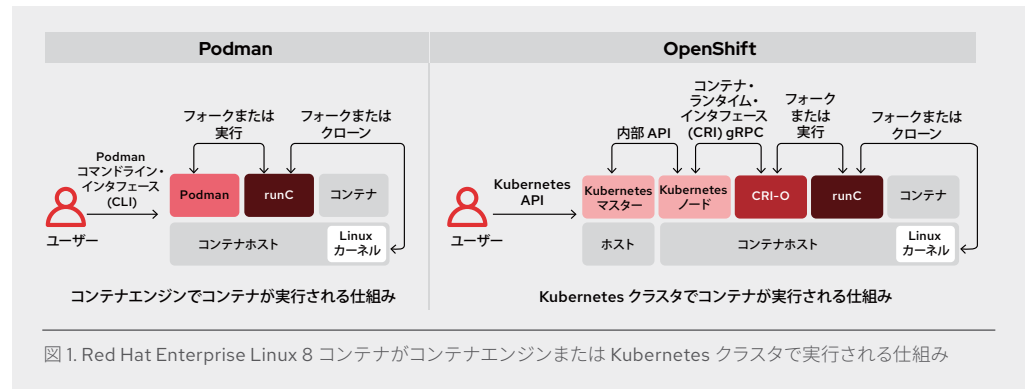 Podman
フォークまたは
実行
フォークまたは
クローン
Podman
コマンドライン・
インタフェース
(CLI)
ユーザー
Podman
runC
コンテナ
コンテナホスト
Linux
カーネル
コンテナエンジンでコンテナが実行される仕組み
OpenShift
コンテナ・
ランタイム・
インタフェース
(CRI) gRPC
フォーク
または
実行
内部 API
フォークまたは
クローン
Kubernetes
API
ユーザー
Kubernetes
マスター
Kubernetes
ノード
CRI-O
runC
コンテナ
ホスト
コンテナホスト
Linux
カーネル
Kubernetes クラスタでコンテナが実行される仕組み
図 1. Red Hat Enterprise Linux 8 コンテナがコンテナエンジンまたは Kubernetes クラスタで実行される仕組み